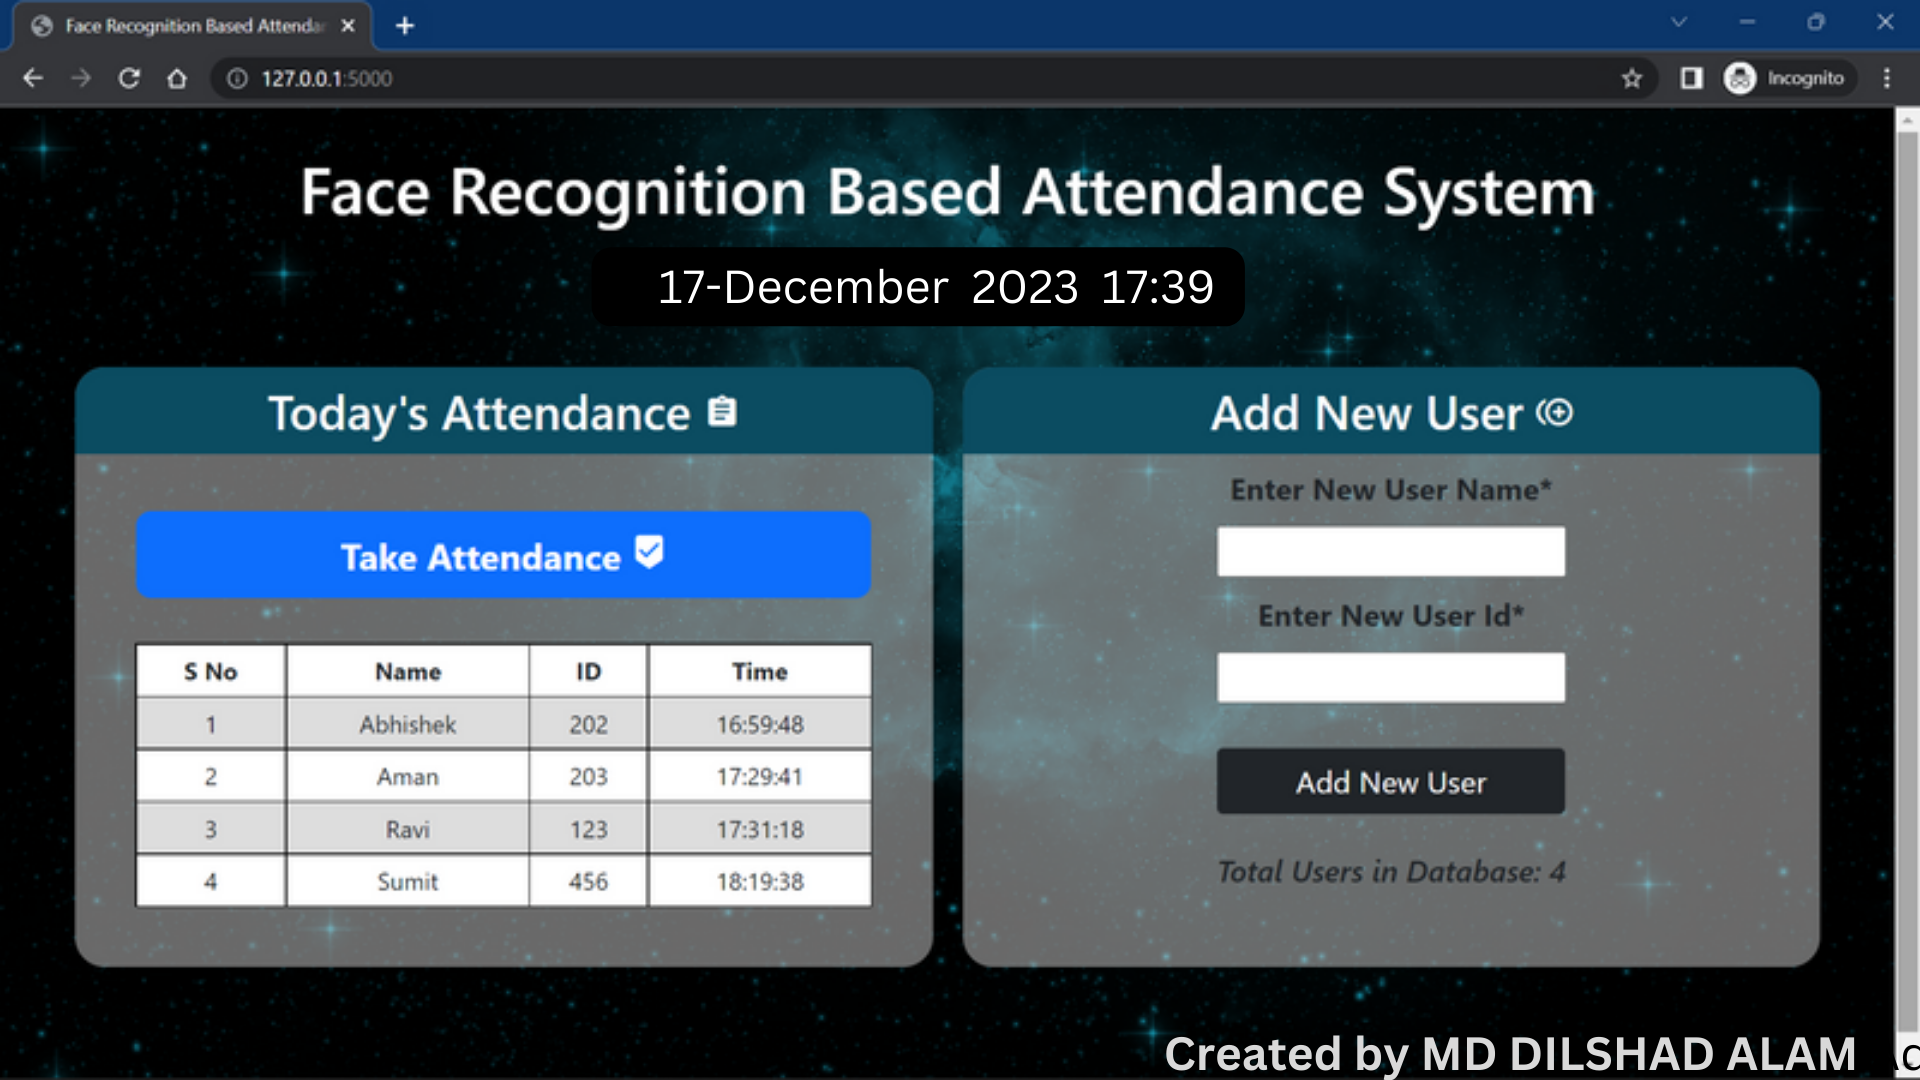 Face Recognition Based Attenda
127.0.0.1:5000
Incognito
Face Recognition Based Attendance System
17-December 2023 17:39
Today's Attendance
Take Attendance
S No Name ID Time
1 Abhishek 202 16:59:48
2 Aman 203 17:29:41
3 Ravi 123 17:31:18
4 Sumit 456 18:19:38
Add New User
Enter New User Name*
Enter New User Id*
Add New User
Total Users in Database: 4
Created by MD DILSHAD ALAM